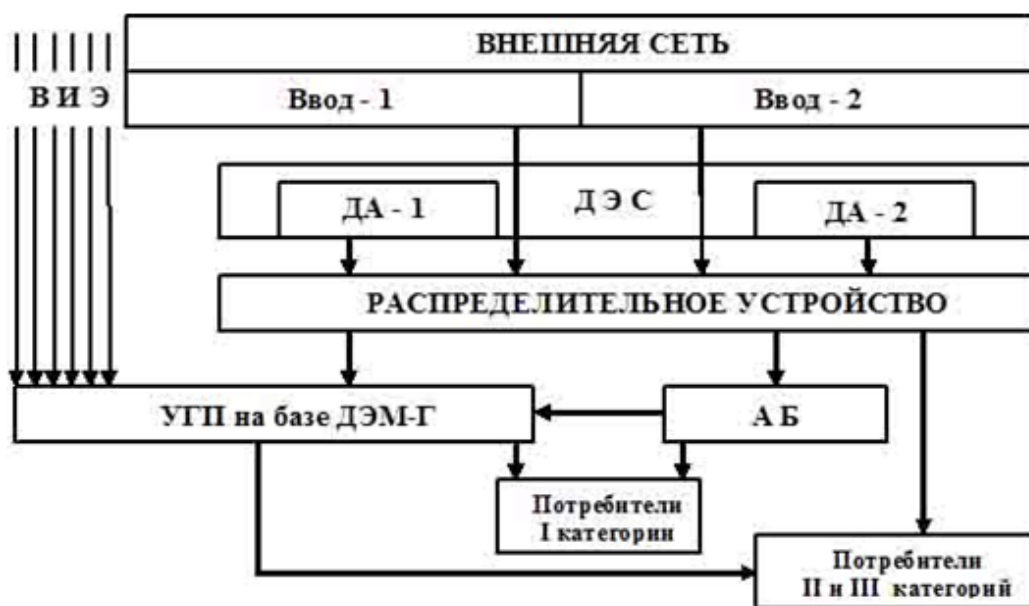 ВНЕШНЯЯ СЕТЬ
В И Э
Ввод - 1
Ввод - 2
Д Э С
ДА - 1
ДА - 2
РАСПРЕДЕЛИТЕЛЬНОЕ УСТРОЙСТВО
УГП на базе ДЭМ-Г
А Б
Потребители
I категории
Потребители
II и III категорий